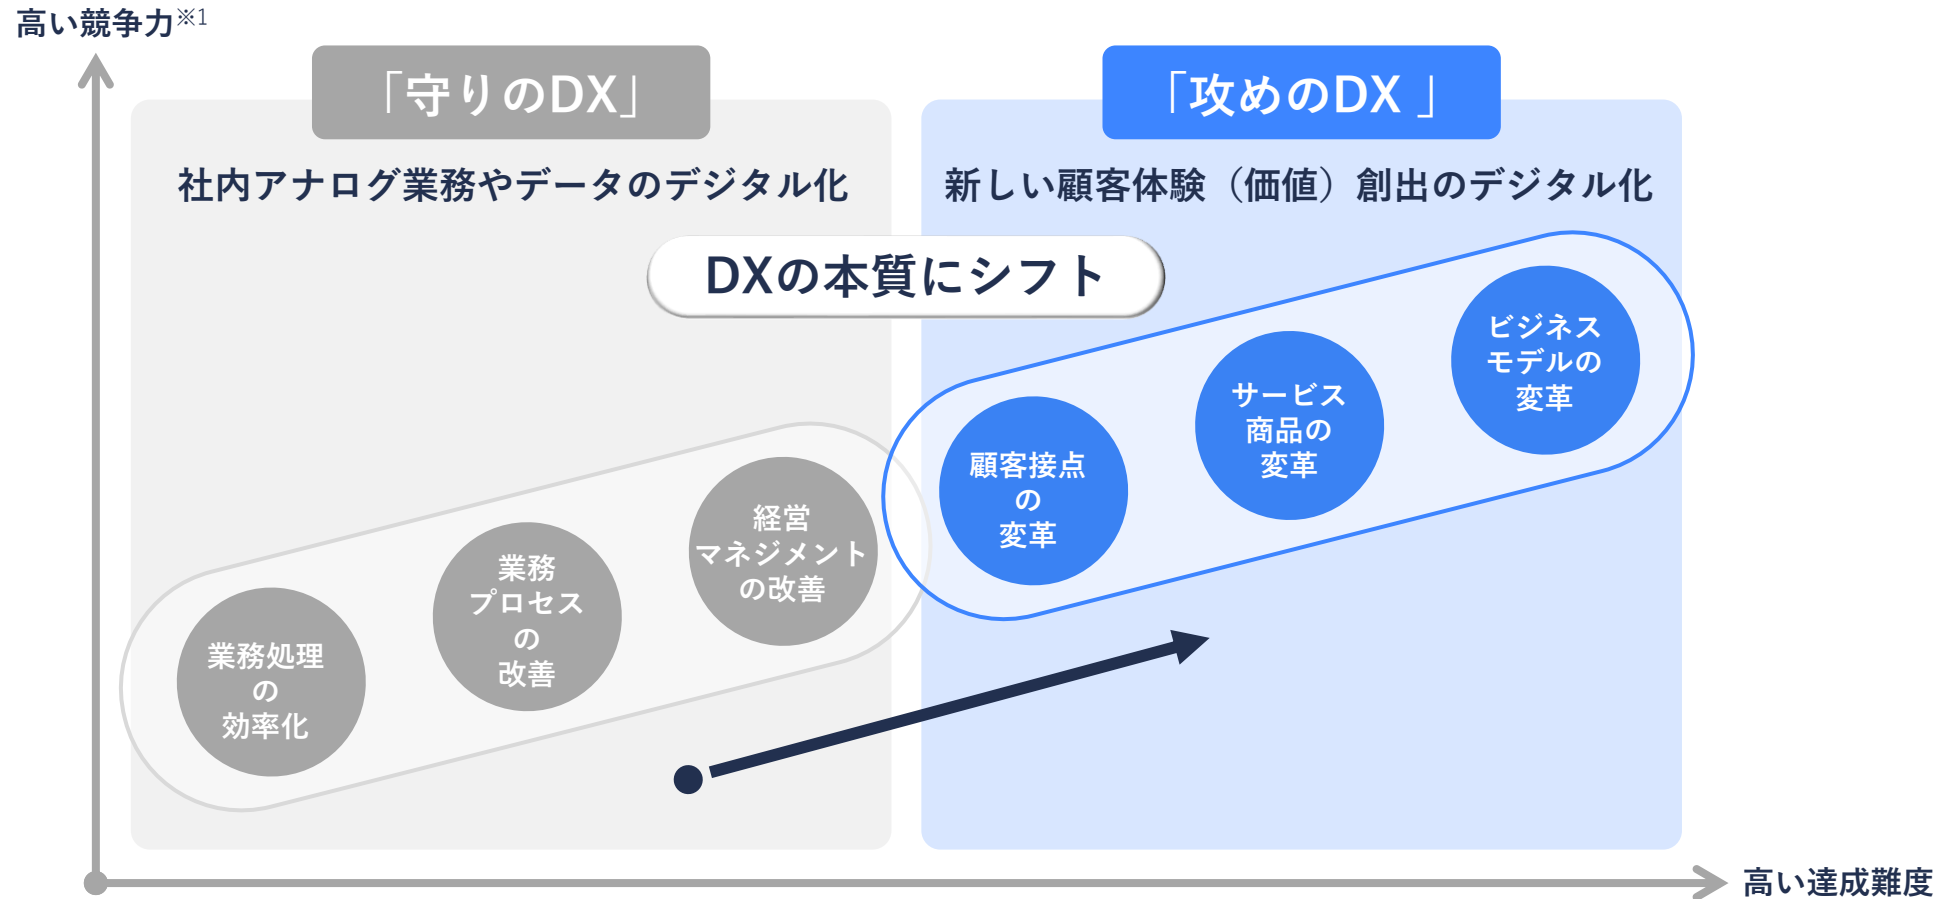 高い競争力※1
「守りのDX」
社内アナログ業務やデータのデジタル化
「攻めのDX 」
新しい顧客体験（価値）創出のデジタル化
DXの本質にシフト
業務処理
の
効率化
業務
プロセス
の
改善
経営
マネジメント
の改善
顧客接点
の
変革
サービス
商品の
変革
ビジネス
モデルの
変革
高い達成難度